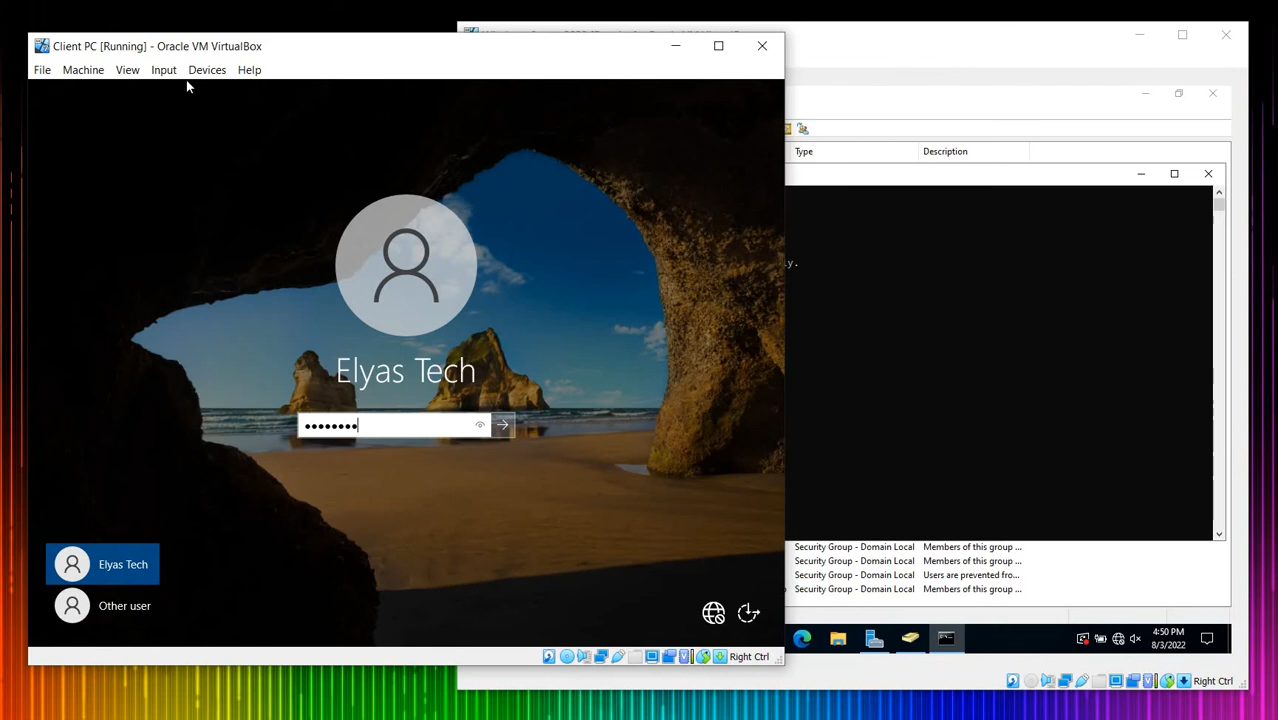 Client PC [Running] - Oracle VM VirtualBox
File Machine View Input Devices Help
Type Description
ly.
Elyas Tech
••••••••
Elyas Tech
Other user
Security Group - Domain Local Members of this group ...
Security Group - Domain Local Members of this group ...
Security Group - Domain Local Users are prevented fro...
Security Group - Domain Local Members of this group ...
4:50 PM
8/3/2022
Right Ctrl
Right Ctrl